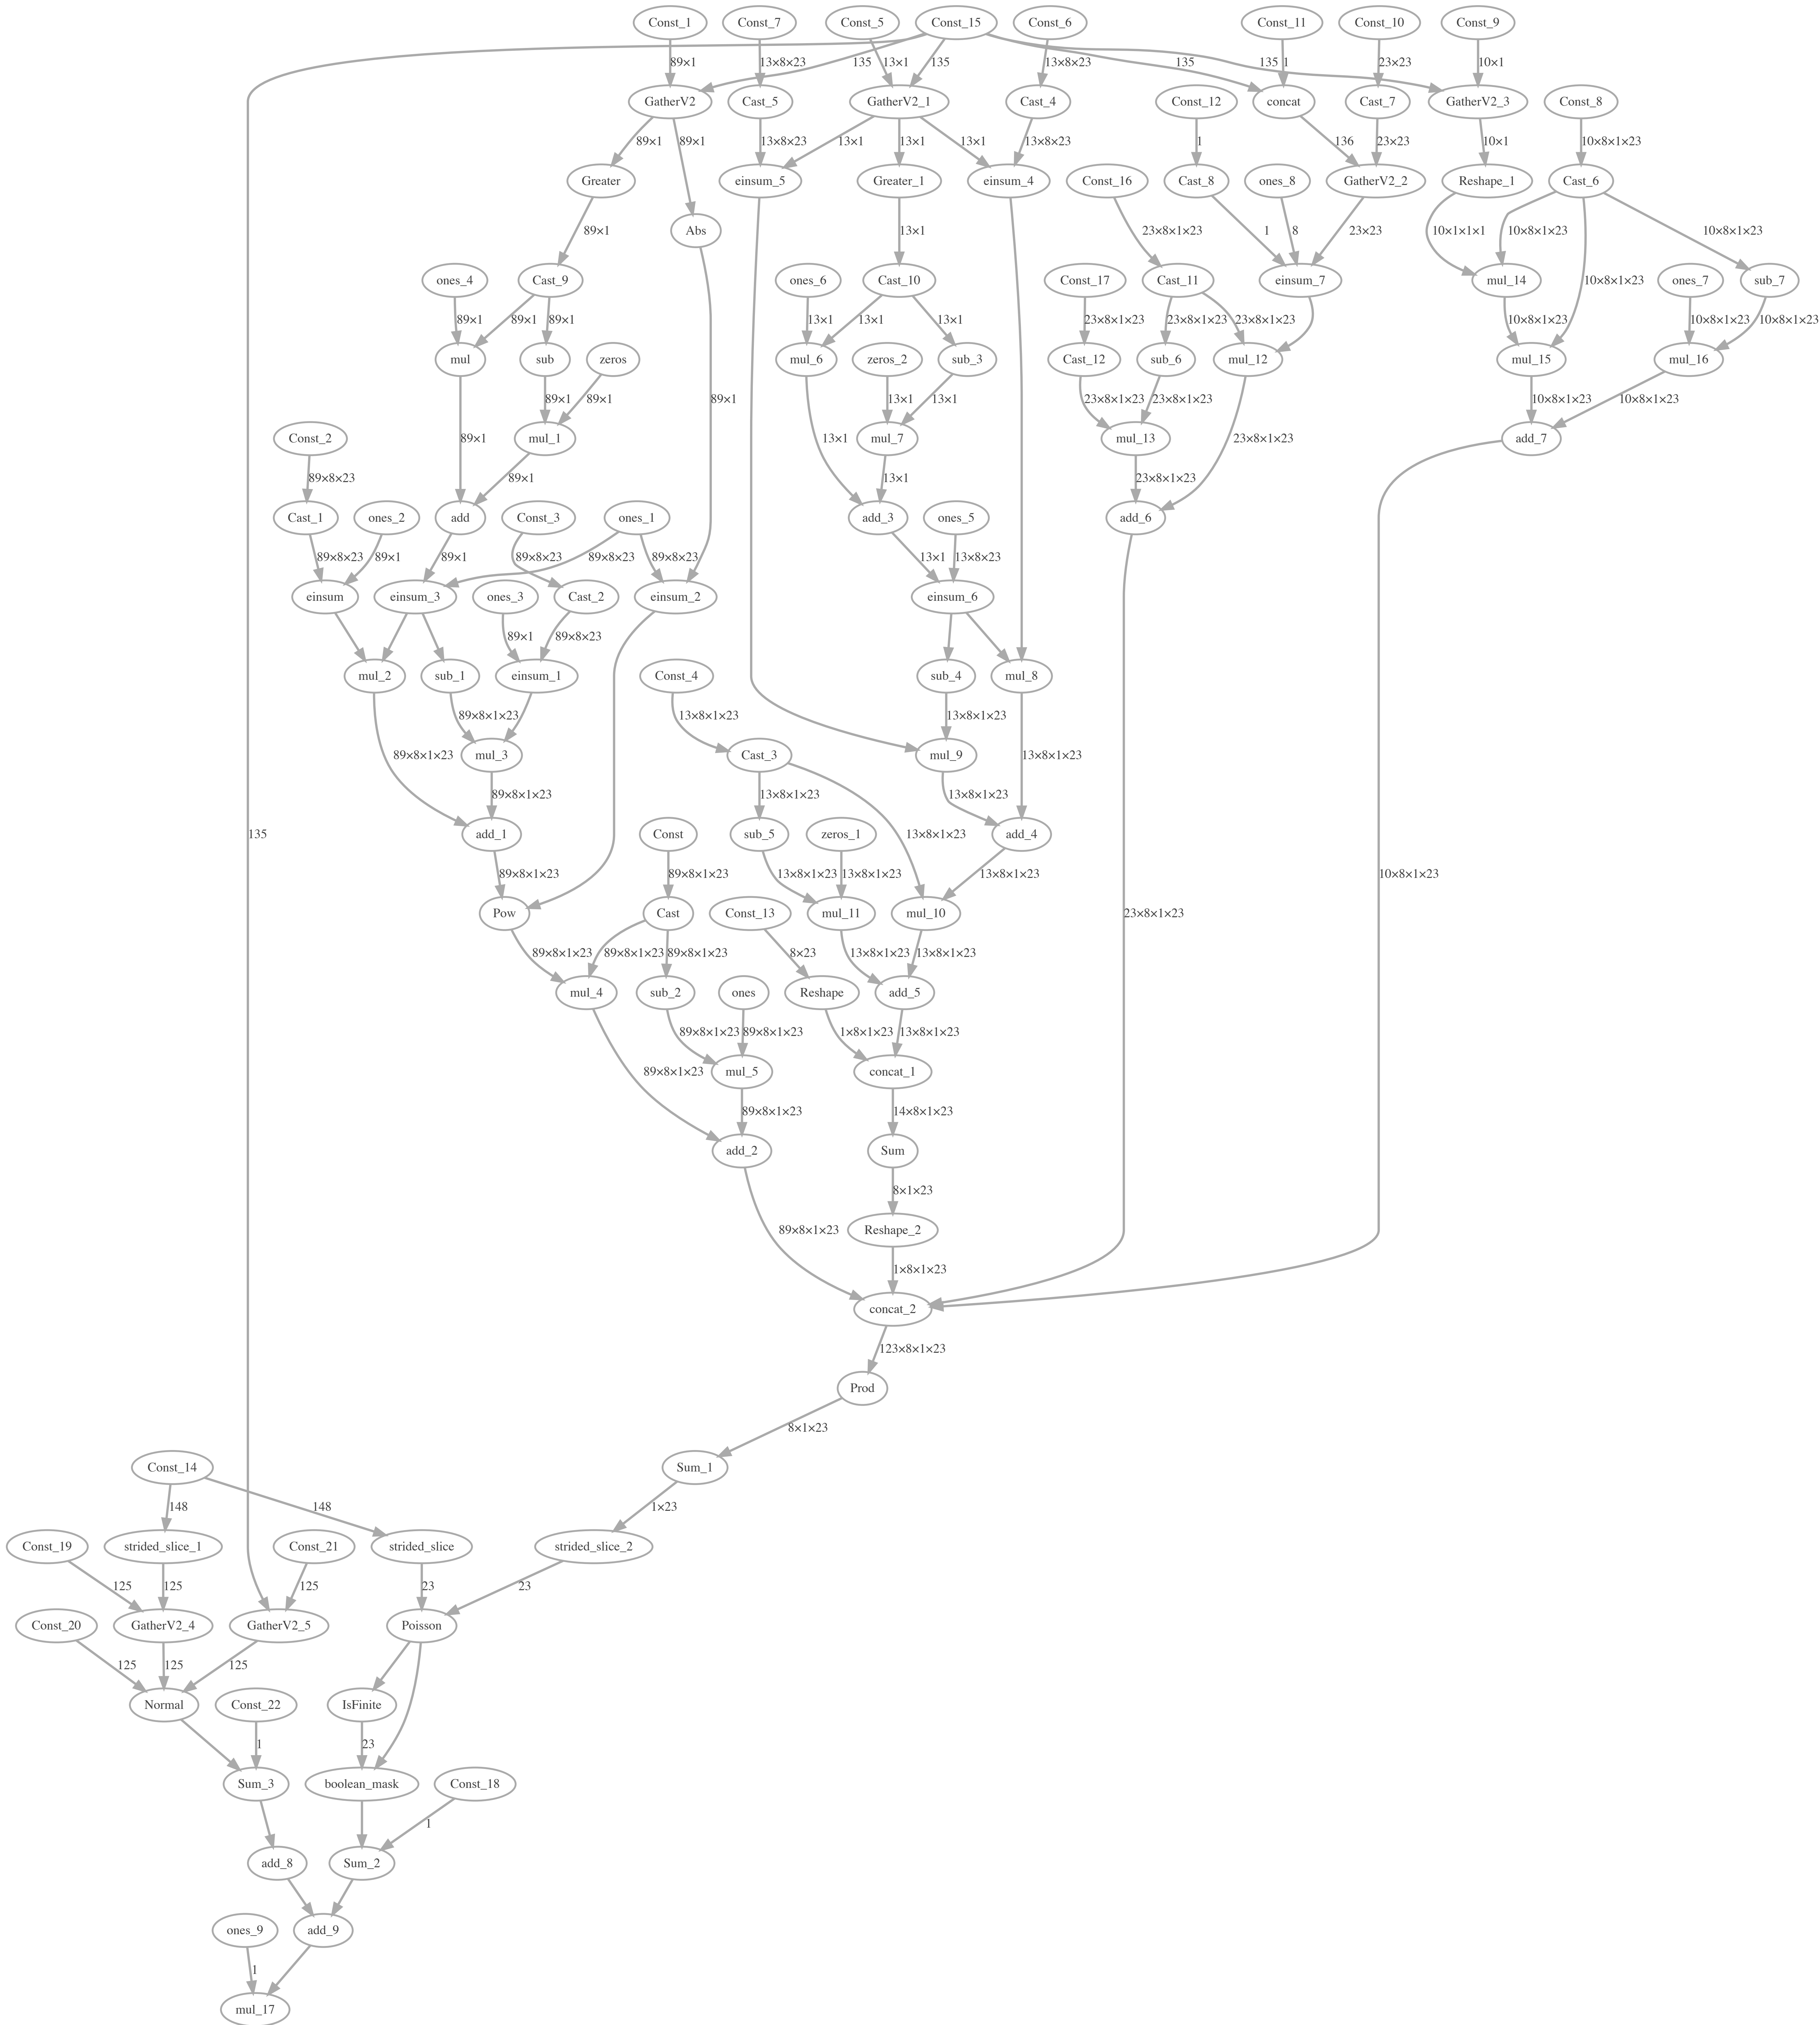 Const_1 Const_7 Const_5 Const_15 Const_6 Const_11 Const_10 Const_9
89×1 13×8×23 13×1 135 135 13×8×23 135 135 1 23×23 10×1
GatherV2 Cast_5 GatherV2_1 Cast_4 Const_12 concat Cast_7 GatherV2_3 Const_8
89×1 89×1 13×8×23 13×1 13×1 13×1 13×8×23 1 136 23×23 10×1 10×8×1×23
Greater einsum_5 Greater_1 einsum_4 Const_16 Cast_8 ones_8 GatherV2_2 Reshape_1 Cast_6
Abs
89×1 13×1 23×8×1×23 1 8 23×23 10×1×1×1 10×8×1×23 10×8×1×23
ones_4 Cast_9 ones_6 Cast_10 Const_17 Cast_11 einsum_7 mul_14 10×8×1×23 ones_7 sub_7
89×1 89×1 89×1 13×1 13×1 13×1 23×8×1×23 23×8×1×23 23×8×1×23 10×8×1×23 10×8×1×23 10×8×1×23
mul sub zeros mul_6 zeros_2 sub_3 Cast_12 sub_6 mul_12 mul_15 mul_16
89×1 89×1 89×1 13×1 13×1 23×8×1×23 23×8×1×23 10×8×1×23 10×8×1×23
Const_2 89×1 mul_1 13×1 mul_7 mul_13 23×8×1×23 add_7
89×8×23 89×1 13×1 23×8×1×23
Cast_1 ones_2 add Const_3 ones_1 add_3 ones_5 add_6
89×8×23 89×1 89×1 89×8×23 89×8×23 89×8×23 13×1 13×8×23
einsum einsum_3 ones_3 Cast_2 einsum_2 einsum_6
89×1 89×8×23
mul_2 sub_1 einsum_1 Const_4 sub_4 mul_8
89×8×1×23 13×8×1×23 13×8×1×23
89×8×1×23 mul_3 Cast_3 mul_9 13×8×1×23
89×8×1×23 13×8×1×23 13×8×1×23
135 add_1 Const sub_5 zeros_1 13×8×1×23 add_4
89×8×1×23 89×8×1×23 13×8×1×23 13×8×1×23 13×8×1×23 10×8×1×23
Pow Cast Const_13 mul_11 mul_10 23×8×1×23
89×8×1×23 89×8×1×23 89×8×1×23 8×23 13×8×1×23 13×8×1×23
mul_4 sub_2 ones Reshape add_5
89×8×1×23 89×8×1×23 1×8×1×23 13×8×1×23
89×8×1×23 mul_5 concat_1
89×8×1×23 14×8×1×23
add_2 Sum
8×1×23
89×8×1×23 Reshape_2
1×8×1×23
concat_2
123×8×1×23
Prod
8×1×23
Const_14 Sum_1
148 148 1×23
Const_19 strided_slice_1 Const_21 strided_slice strided_slice_2
125 125 125 23 23
Const_20 GatherV2_4 GatherV2_5 Poisson
125 125 125
Normal Const_22 IsFinite
1 23
Sum_3 boolean_mask Const_18
1
add_8 Sum_2
ones_9 add_9
1
mul_17